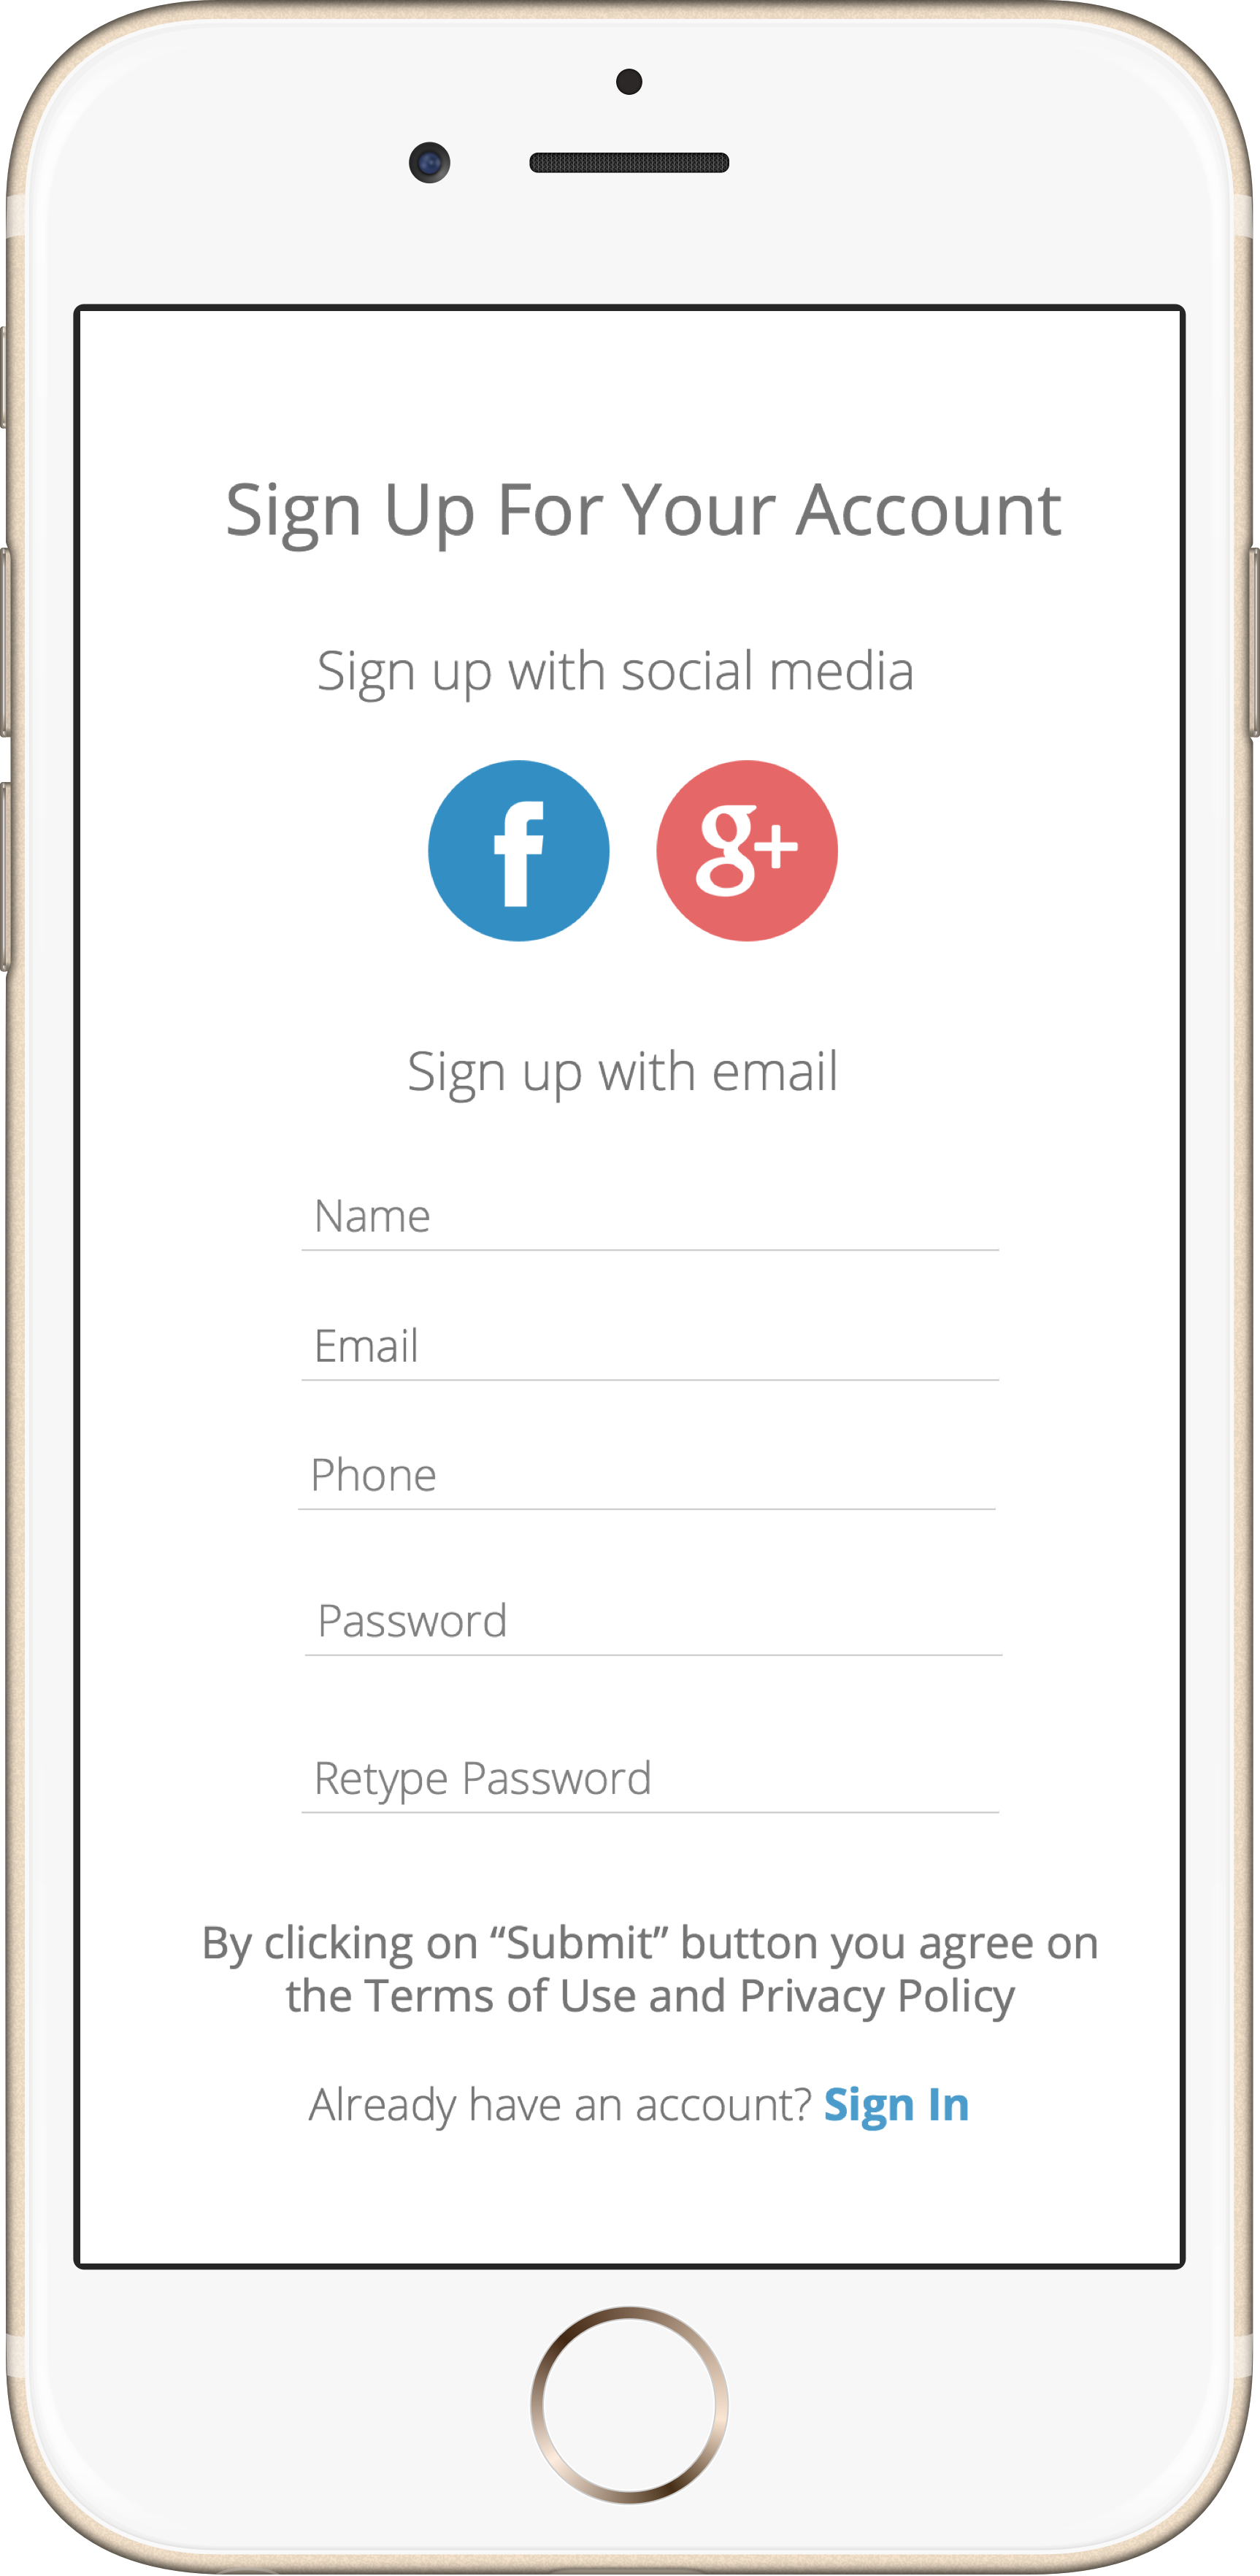 Sign Up For Your Account
Sign up with social media
f g+
Sign up with email
Name
Email
Phone
Password
Retype Password
By clicking on “Submit” button you agree on
the Terms of Use and Privacy Policy
Already have an account? Sign In